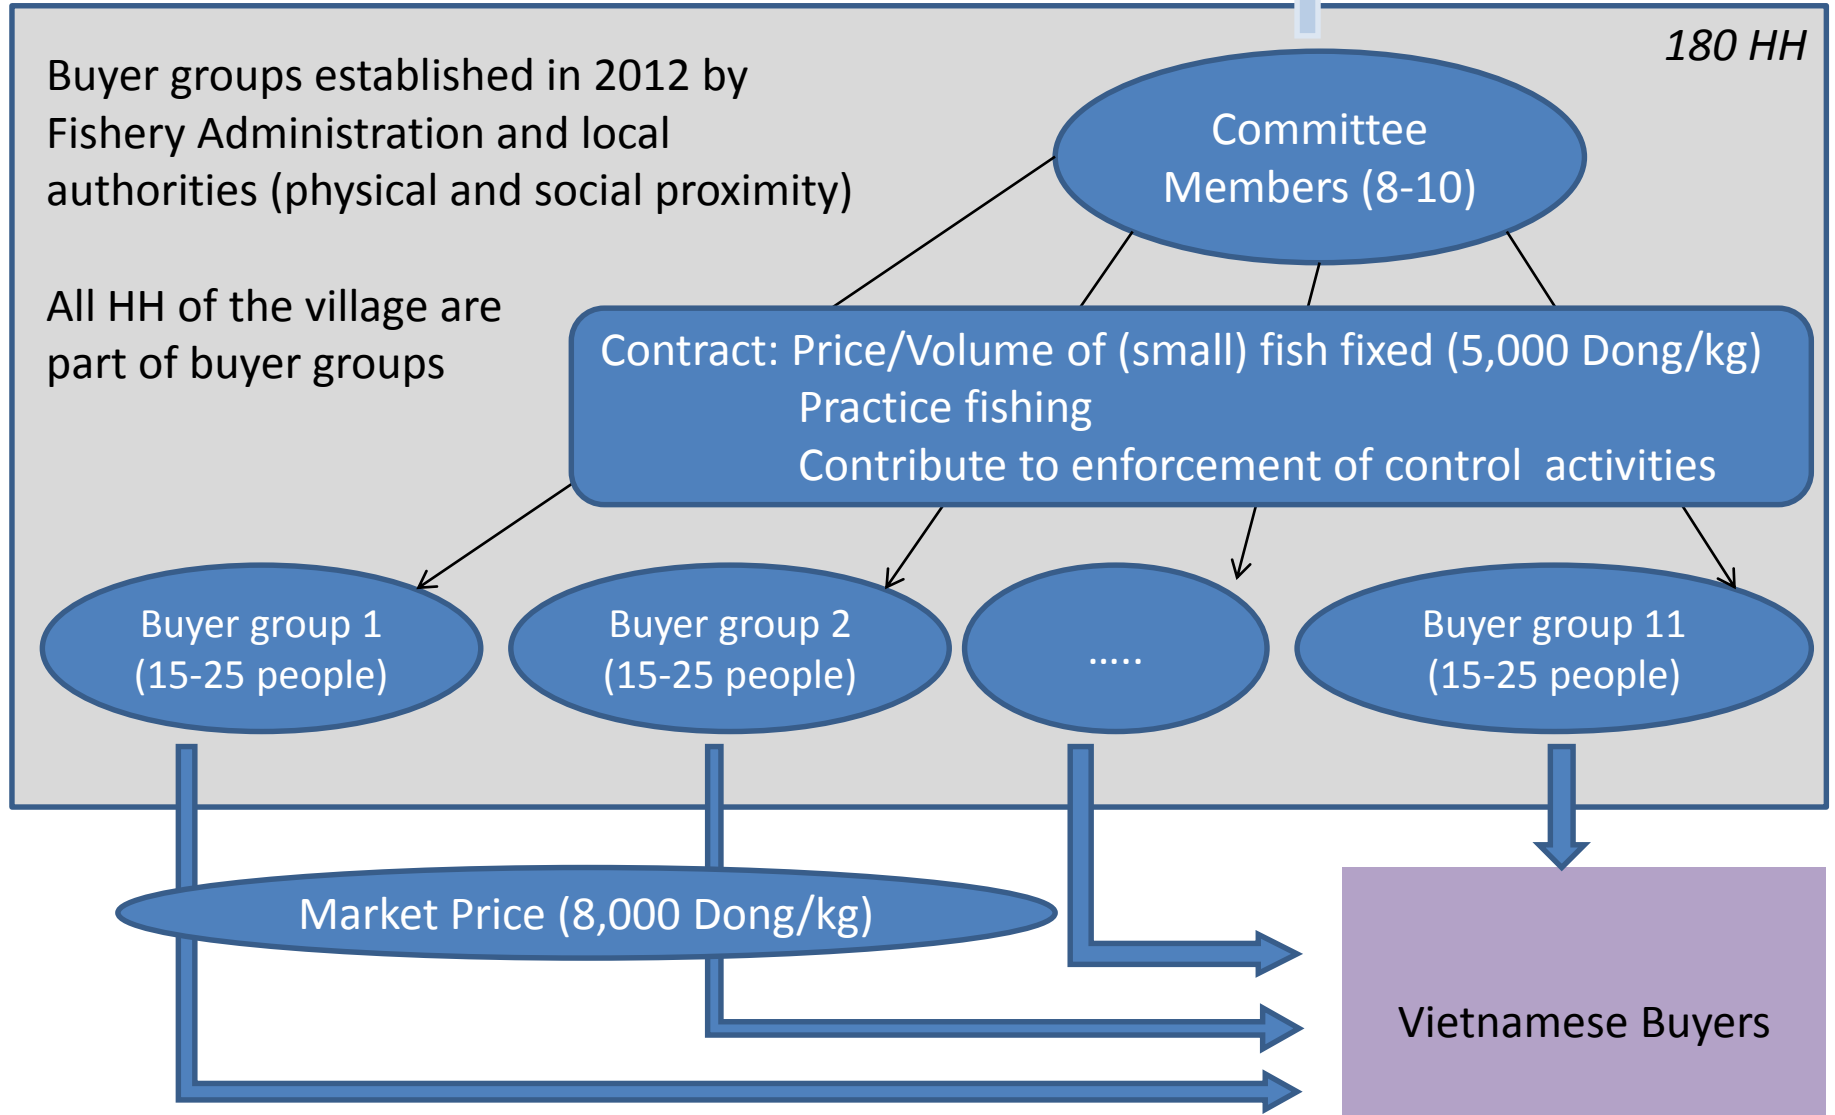 180 HH
Buyer groups established in 2012 by
Fishery Administration and local
authorities (physical and social proximity)
All HH of the village are
part of buyer groups
Committee
Members (8-10)
Contract: Price/Volume of (small) fish fixed (5,000 Dong/kg)
Practice fishing
Contribute to enforcement of control activities
Buyer group 1
(15-25 people)
Buyer group 2
(15-25 people)
…..
Buyer group 11
(15-25 people)
Market Price (8,000 Dong/kg)
Vietnamese Buyers